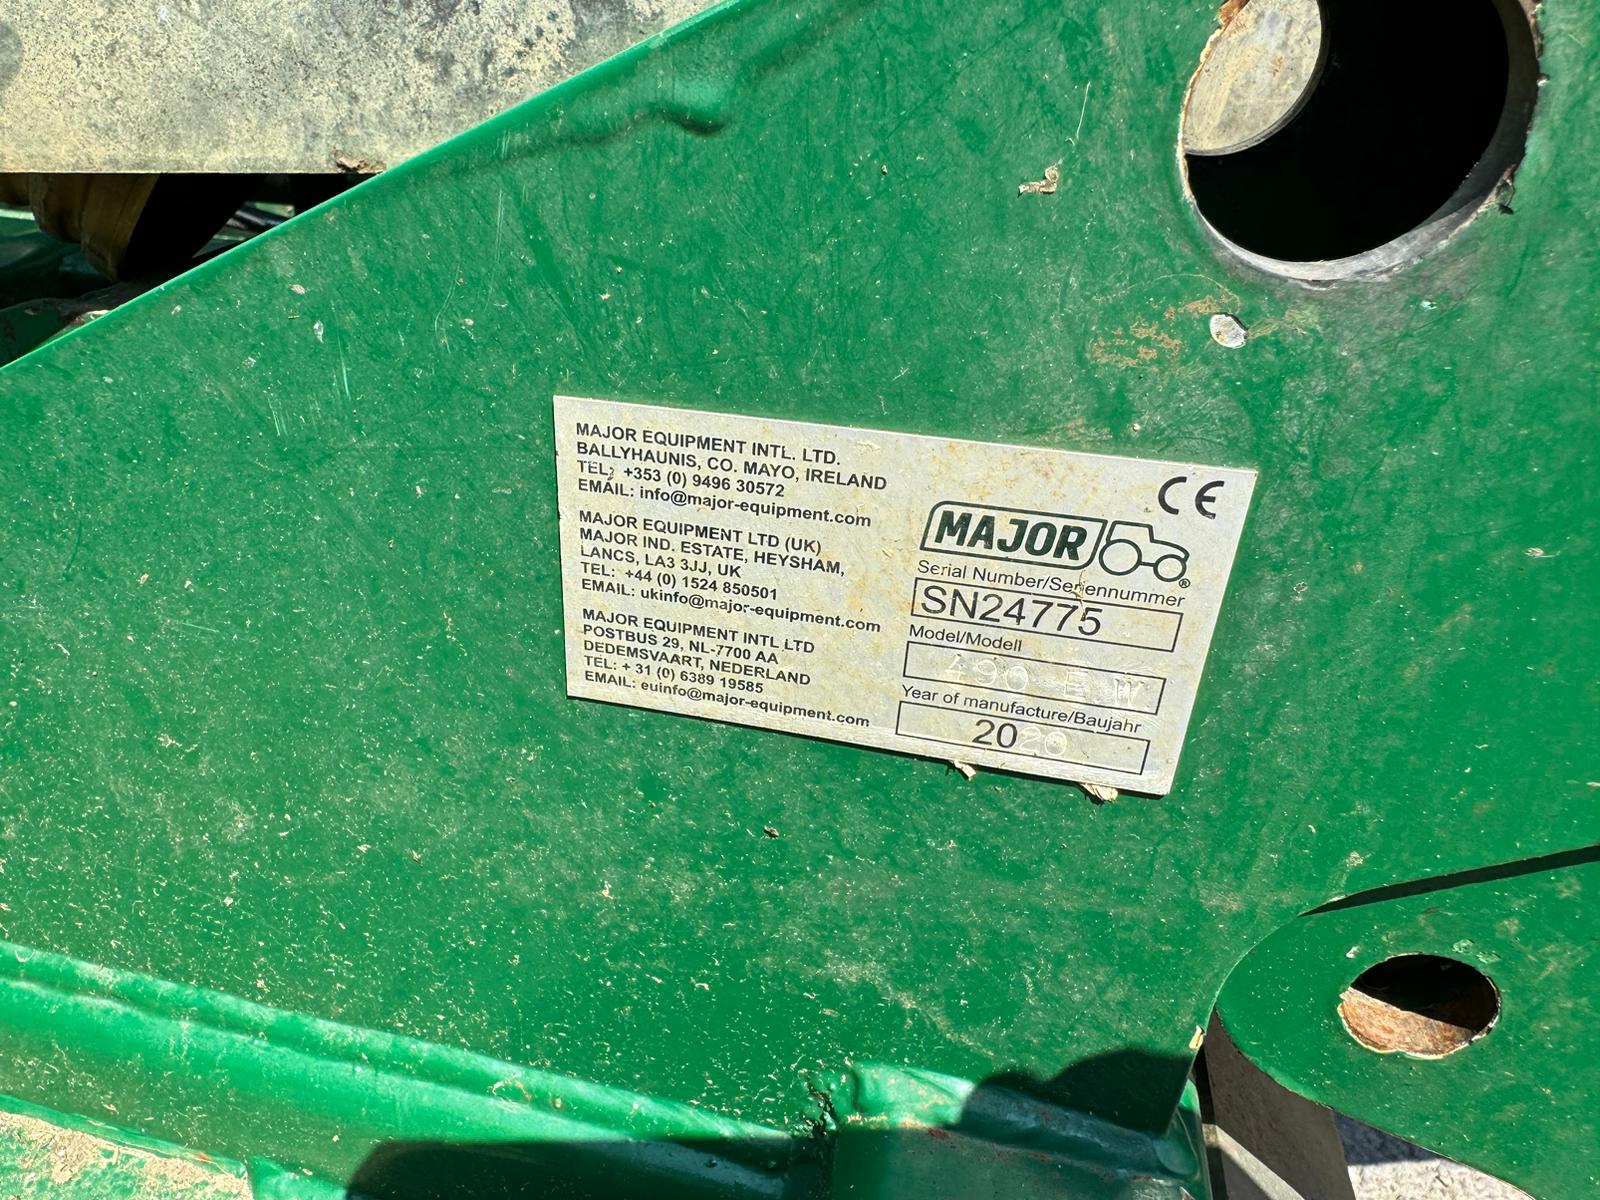 MAJOR EQUIPMENT INTL. LTD.
BALLYHAUNIS, CO. MAYO, IRELAND
TEL: +353 (0) 9496 30572
EMAIL: info@major-equipment.com
MAJOR EQUIPMENT LTD (UK)
MAJOR IND. ESTATE, HEYSHAM,
LANCS, LA3 3JJ, UK
TEL: +44 (0) 1524 850501
EMAIL: ukinfo@major-equipment.com
MAJOR EQUIPMENT INTL LTD
POSTBUS 29, NL-7700 AA
DEDEMSVAART, NEDERLAND
TEL: + 31 (0) 6389 19585
EMAIL: euinfo@major-equipment.com
CE
MAJOR
®
Serial Number/Seriennummer
SN24775
Model/Modell
490 E W
Year of manufacture/Baujahr
2020